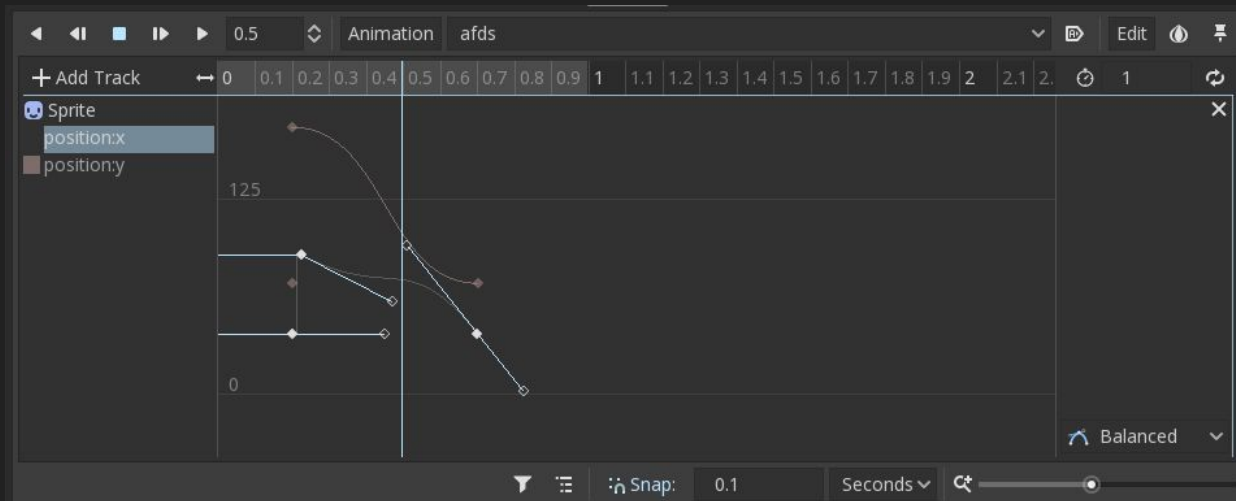 0.5 Animation afds Edit
Add Track 0 0.1 0.2 0.3 0.4 0.5 0.6 0.7 0.8 0.9 1 1.1 1.2 1.3 1.4 1.5 1.6 1.7 1.8 1.9 2 2.1 2. 1
Sprite
position:x
position:y
125
0
Balanced
Snap: 0.1 Seconds